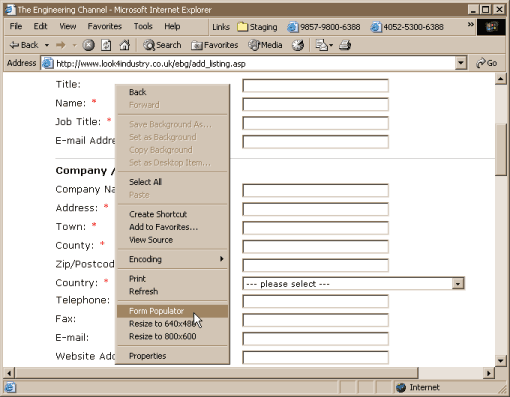 The Engineering Channel - Microsoft Internet Explorer
File Edit View Favorites Tools Help Links Staging 9857-9800-6388 4052-5300-6388 »
Back Search Favorites Media
Address http://www.look4industry.co.uk/ebg/add_listing.asp Go
Title:
Name: *
Job Title: *
E-mail Addre
Company /
Company Na
Address: *
Town: *
County: *
Zip/Postcod
Country: * --- please select ---
Telephone:
Fax:
E-mail:
Website Add
Back
Forward
Save Background As...
Set as Background
Copy Background
Set as Desktop Item...
Select All
Paste
Create Shortcut
Add to Favorites...
View Source
Encoding
Print
Refresh
Form Populator
Resize to 640x480
Resize to 800x600
Properties
Internet